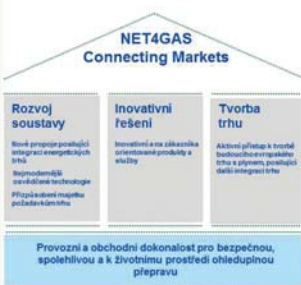 NET4GAS
Connecting Markets
Rozvoj
soustavy
Nové propoje posilující
integraci energetických
trhů
Nejmodernější
osvědčené technologie
Přizpůsobení majetku
požadavkům trhu
Inovativní
řešení
Inovativní a na zákazníka
orientované produkty a
služby
Tvorba
trhu
Aktivní přístup k tvorbě
budoucího evropského
trhu s plynem, posilující
další integraci trhu
Provozní a obchodní dokonalost pro bezpečnou,
spolehlivou a k životnímu prostředí ohleduplnou
přepravu